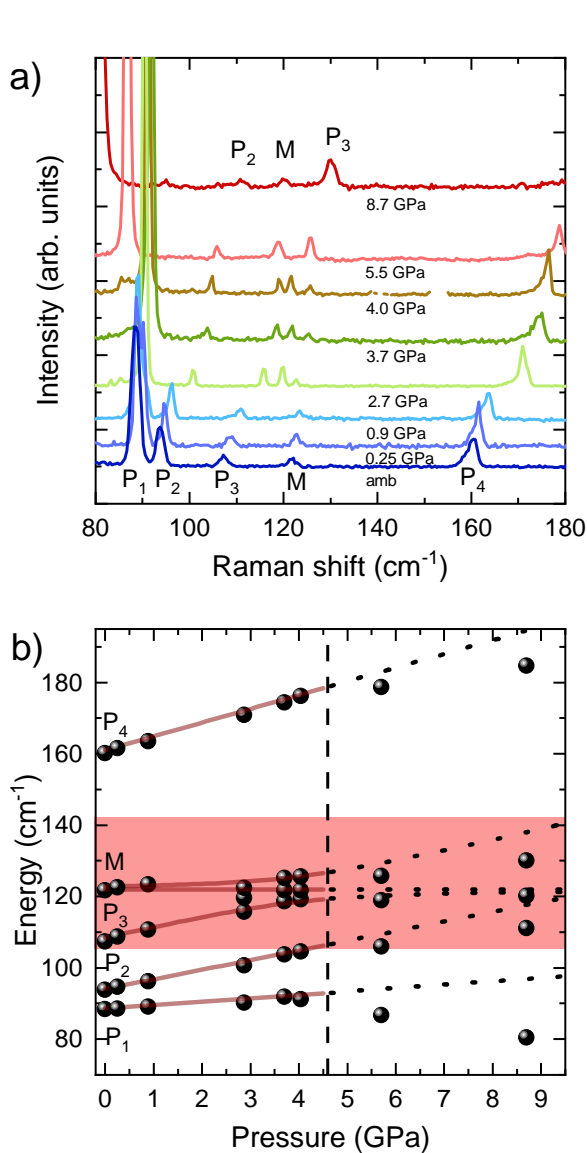 a)
Intensity (arb. units)
P2 M P3
8.7 GPa
5.5 GPa
4.0 GPa
3.7 GPa
2.7 GPa
0.9 GPa
0.25 GPa
amb
P1 P2 P3 M P4
80 100 120 140 160 180
Raman shift (cm-1)
b)
Energy (cm-1)
180
160
140
120
100
80
P4
M
P3
P2
P1
0 1 2 3 4 5 6 7 8 9
Pressure (GPa)